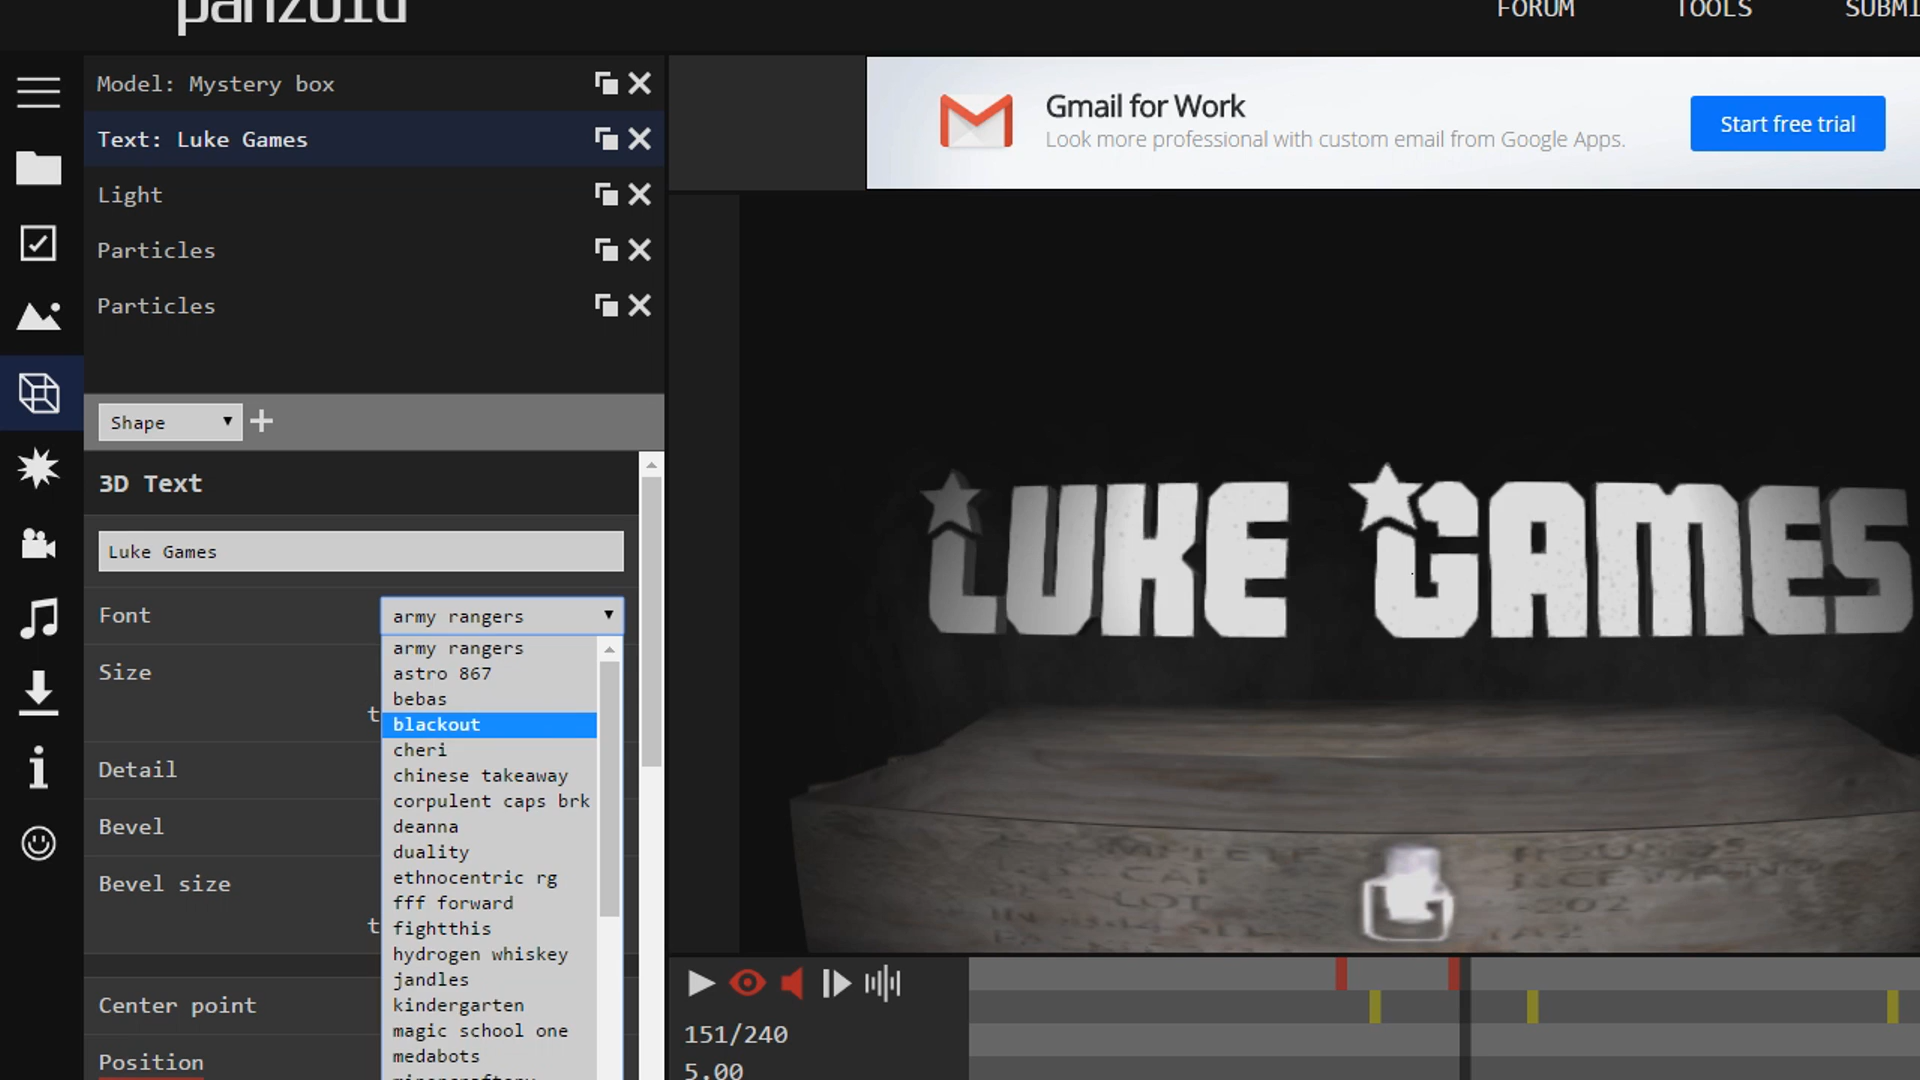 panzoid
FORUM
TOOLS
SUBMI
Model: Mystery box
Text: Luke Games
Light
Particles
Particles
Gmail for Work
Look more professional with custom email from Google Apps.
Start free trial
Shape
3D Text
Luke Games
Font
army rangers
army rangers
astro 867
bebas
blackout
cheri
chinese takeaway
corpulent caps brk
deanna
duality
ethnocentric rg
fff forward
fightthis
hydrogen whiskey
jandles
kindergarten
magic school one
medabots
Size
t
Detail
Bevel
Bevel size
t
Center point
Position
LUKE GAMES
151/240
5.00